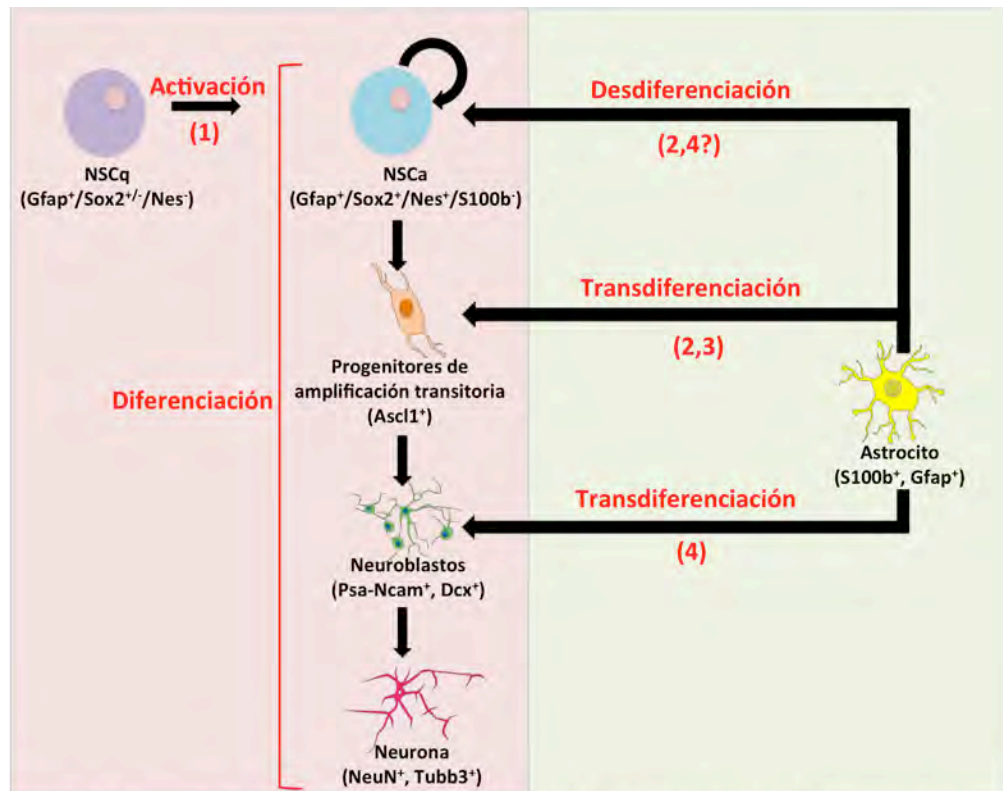 Activación
(1)
NSCq
(Gfap⁺/Sox2⁺/⁻/Nes⁻)
NSCa
(Gfap⁺/Sox2⁺/Nes⁺/S100b⁻)
Desdiferenciación
(2,4?)
Transdiferenciación
(2,3)
Progenitores de
amplificación transitoria
(Ascl1⁺)
Diferenciación
Astrocito
(S100b⁺, Gfap⁺)
Transdiferenciación
(4)
Neuroblastos
(Psa-Ncam⁺, Dcx⁺)
Neurona
(NeuN⁺, Tubb3⁺)